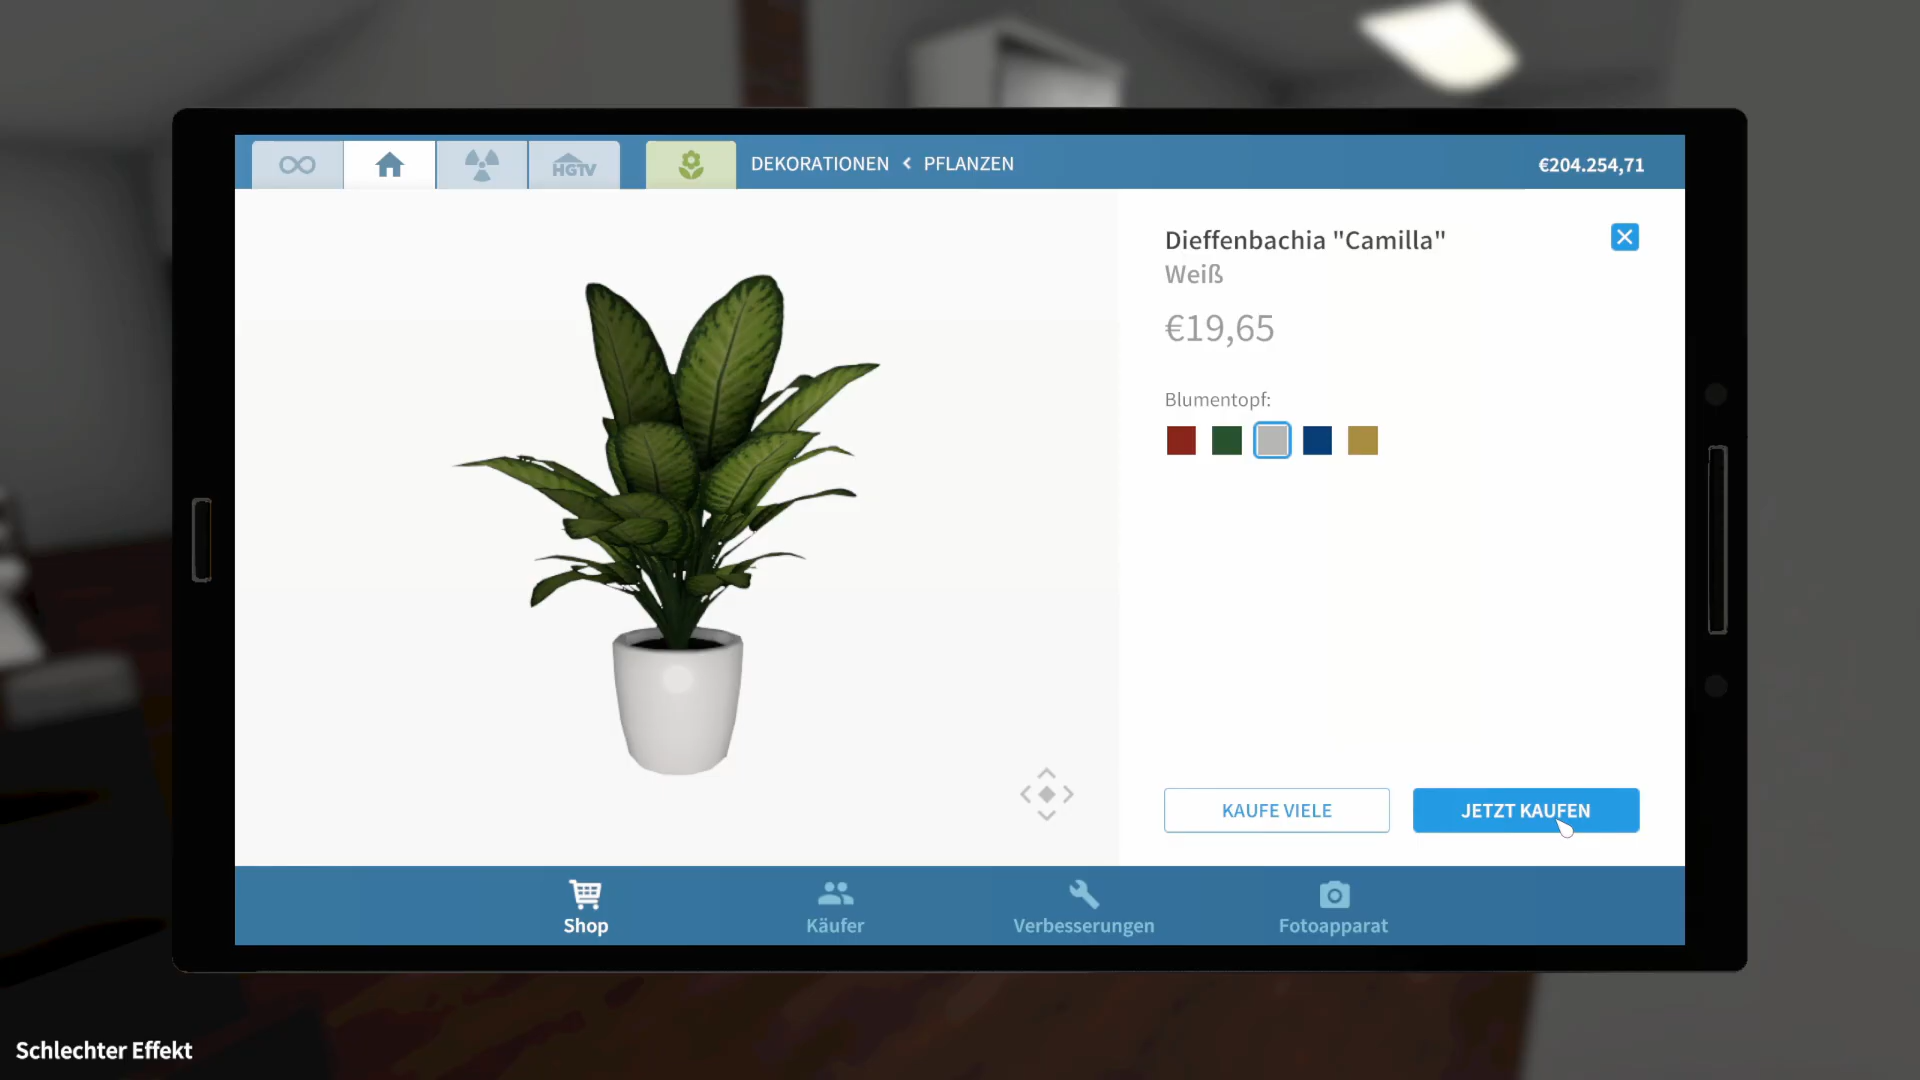 HGTV
DEKORATIONEN < PFLANZEN
€204.254,71
Dieffenbachia "Camilla"
Weiß
€19,65
Blumentopf:
KAUFE VIELE
JETZT KAUFEN
Shop
Käufer
Verbesserungen
Fotoapparat
Schlechter Effekt